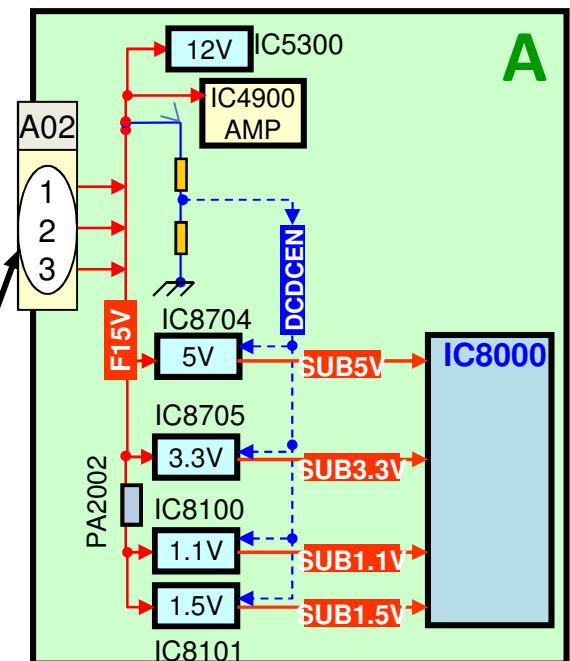 12V IC5300
A
IC4900
AMP
A02
1
2
3
DCDCEN
F15V
IC8704
5V
SUB5V
IC8000
IC8705
3.3V
SUB3.3V
PA2002
IC8100
1.1V
SUB1.1V
1.5V
SUB1.5V
IC8101